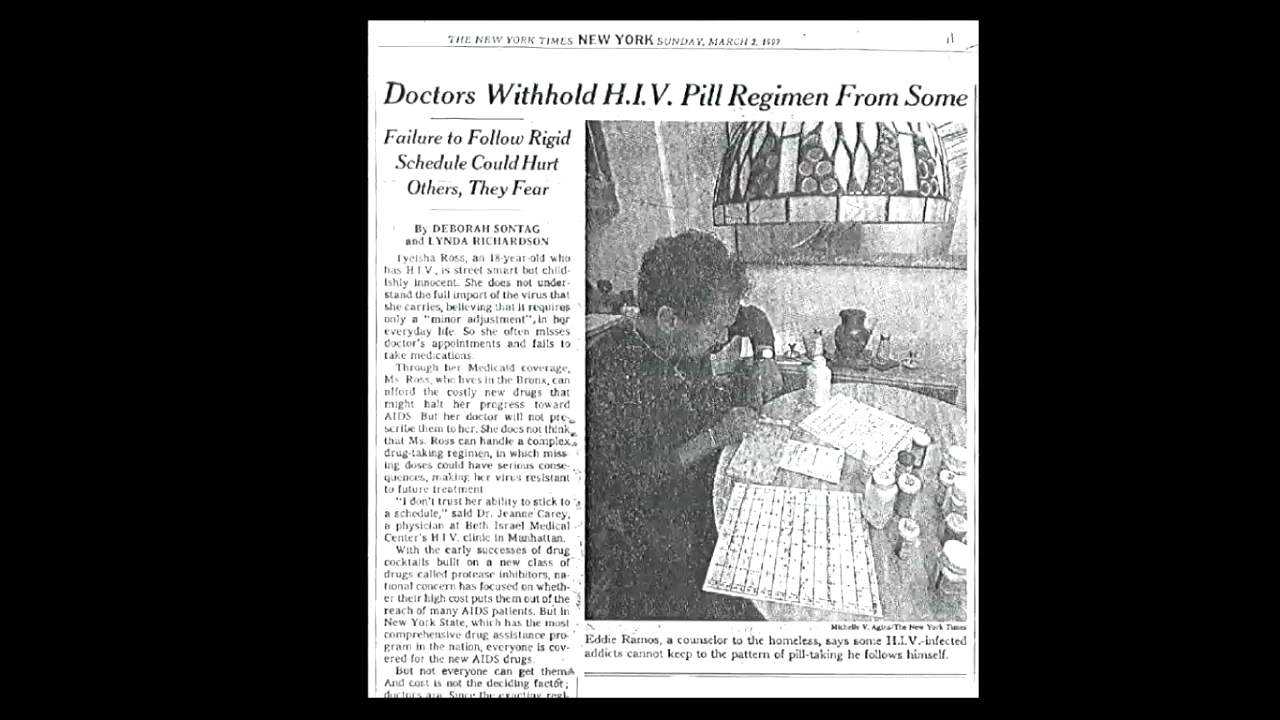 THE NEW YORK TIMES NEW YORK SUNDAY, MARCH 2, 1997
Doctors Withhold H.I.V. Pill Regimen From Some
Failure to Follow Rigid
Schedule Could Hurt
Others, They Fear
By DEBORAH SONTAG
and LYNDA RICHARDSON
Tyeisha Ross, an 18-year-old who
has H.I.V., is street smart but child-
ishly innocent. She does not under-
stand the full import of the virus that
she carries, believing that it requires
only a "minor adjustment" in her
everyday life. So she often misses
doctor's appointments and fails to
take medications.
Through her Medicaid coverage,
Ms. Ross, who lives in the Bronx, can
afford the costly new drugs that
might halt her progress toward
AIDS. But her doctor will not pre-
scribe them to her. She does not think
that Ms. Ross can handle a complex
drug-taking regimen, in which miss-
ing doses could have serious conse-
quences, making her virus resistant
to future treatment.
"I don't trust her ability to stick to
a schedule," said Dr. Jeanne Carey,
a physician at Beth Israel Medical
Center's H.I.V. clinic in Manhattan.
With the early successes of drug
cocktails built on a new class of
drugs called protease inhibitors, na-
tional concern has focused on wheth-
er their high cost puts them out of the
reach of many AIDS patients. But in
New York State, which has the most
comprehensive drug assistance pro-
gram in the nation, everyone is cov-
ered for the new AIDS drugs.
But not everyone can get them.
And cost is not the deciding factor;
doctors are. Since the exacting regi-
Michelle V. Agins/The New York Times
Eddie Ramos, a counselor to the homeless, says some H.I.V.-infected
addicts cannot keep to the pattern of pill-taking he follows himself.